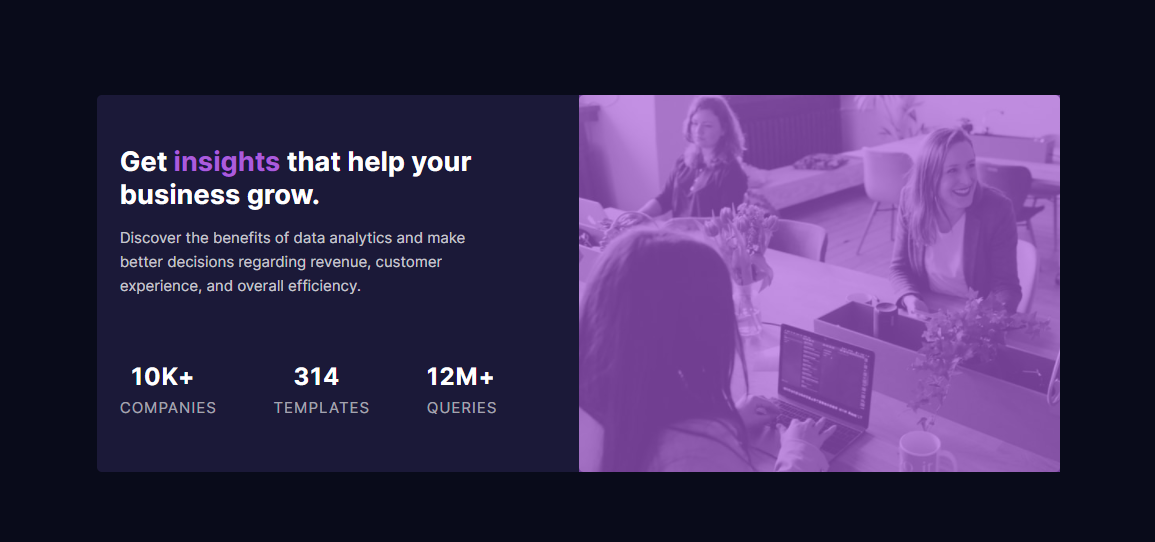 Get insights that help your
business grow.
Discover the benefits of data analytics and make
better decisions regarding revenue, customer
experience, and overall efficiency.
10K+ 314 12M+
COMPANIES TEMPLATES QUERIES